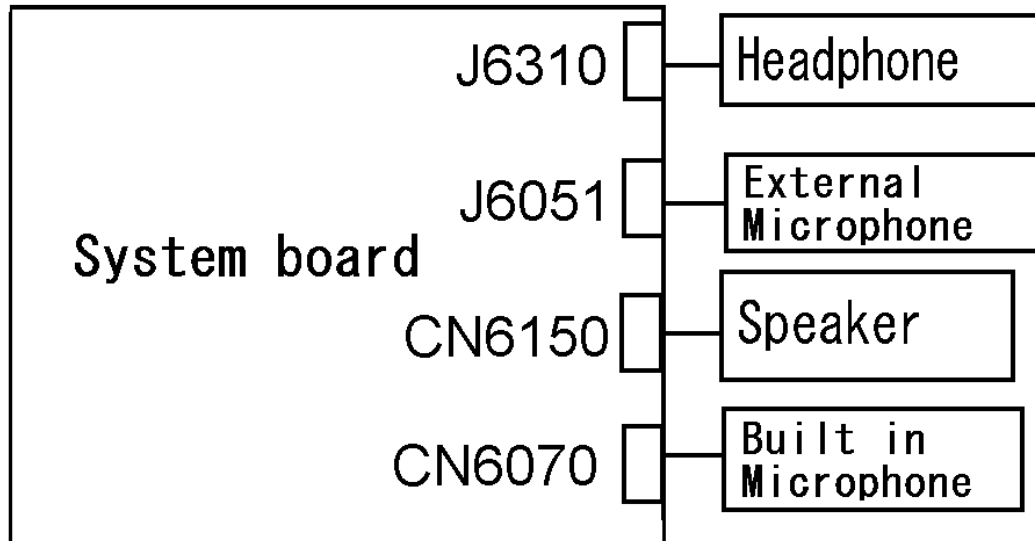 J6310
Headphone
J6051
External
Microphone
System board
CN6150
Speaker
CN6070
Built in
Microphone